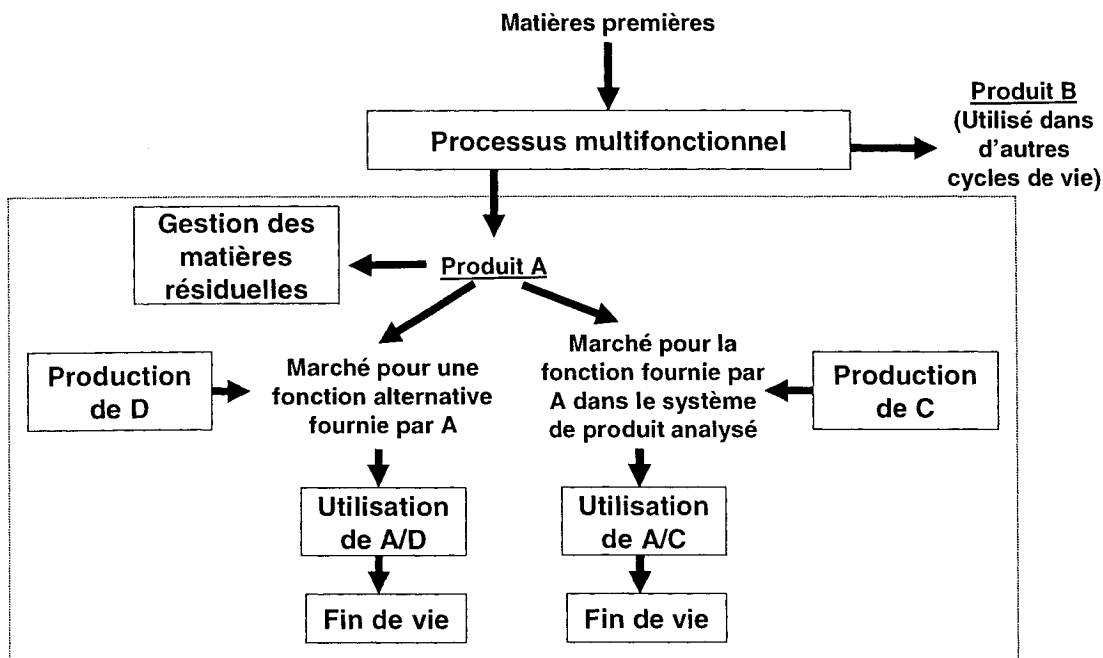 Matières premières
Processus multifonctionnel
Produit B
(Utilisé dans
d'autres
cycles de vie)
Gestion des
matières
résiduelles
Produit A
Production
de D
Marché pour une
fonction alternative
fournie par A
Marché pour la
fonction fournie par
A dans le système
de produit analysé
Production
de C
Utilisation
de A/D
Utilisation
de A/C
Fin de vie
Fin de vie